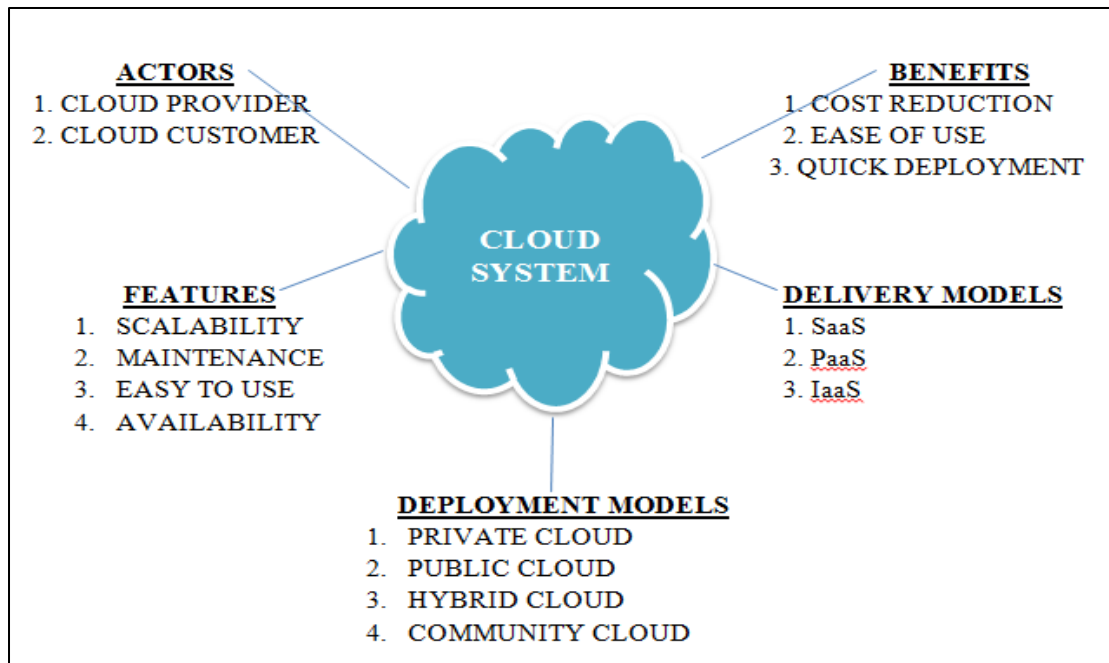 ACTORS
1. CLOUD PROVIDER
2. CLOUD CUSTOMER
BENEFITS
1. COST REDUCTION
2. EASE OF USE
3. QUICK DEPLOYMENT
CLOUD
SYSTEM
FEATURES
1. SCALABILITY
2. MAINTENANCE
3. EASY TO USE
4. AVAILABILITY
DELIVERY MODELS
1. SaaS
2. PaaS
3. IaaS
DEPLOYMENT MODELS
1. PRIVATE CLOUD
2. PUBLIC CLOUD
3. HYBRID CLOUD
4. COMMUNITY CLOUD